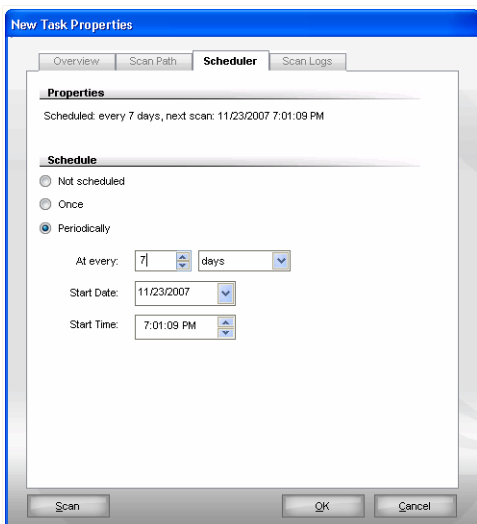 New Task Properties
Overview Scan Path Scheduler Scan Logs
Properties
Scheduled: every 7 days, next scan: 11/23/2007 7:01:09 PM
Schedule
Not scheduled
Once
Periodically
At every: 7 days
Start Date: 11/23/2007
Start Time: 7:01:09 PM
Scan OK Cancel